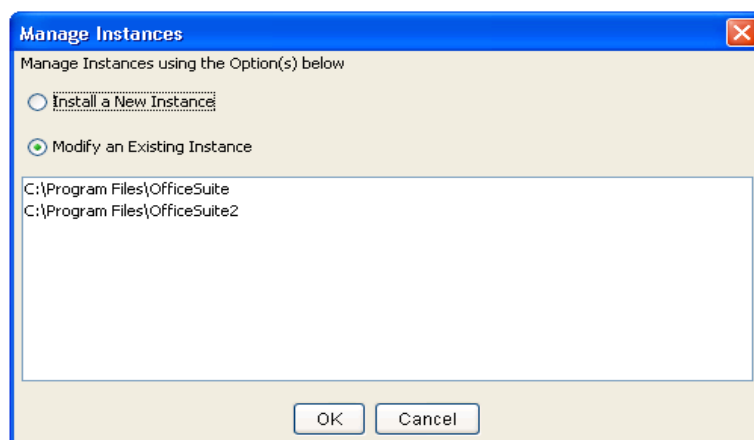 Manage Instances
Manage Instances using the Option(s) below
Install a New Instance
Modify an Existing Instance
C:\Program Files\OfficeSuite
C:\Program Files\OfficeSuite2
OK Cancel